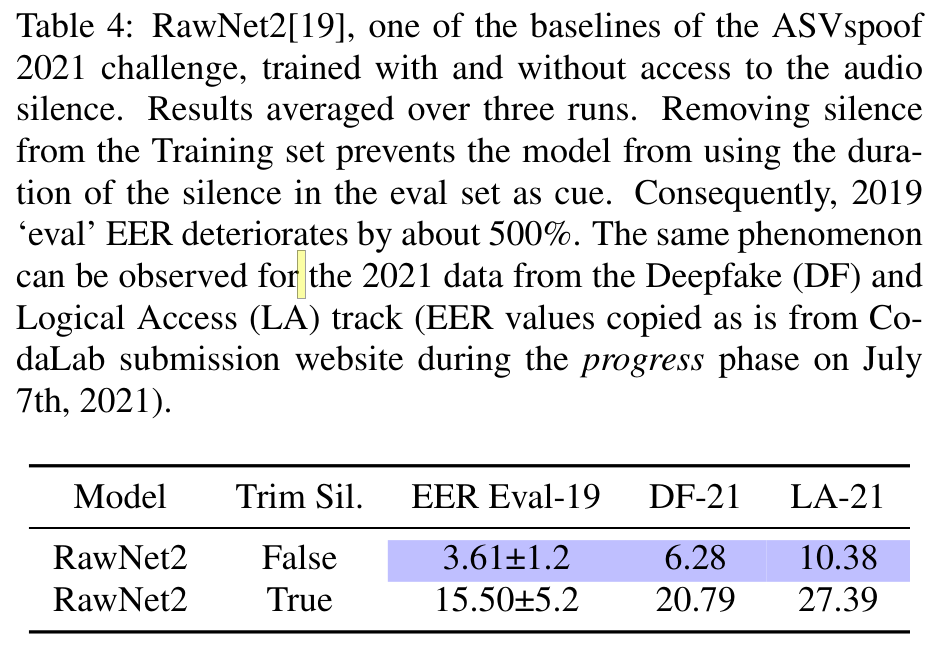 Table 4: RawNet2[19], one of the baselines of the ASVspoof
2021 challenge, trained with and without access to the audio
silence. Results averaged over three runs. Removing silence
from the Training set prevents the model from using the dura-
tion of the silence in the eval set as cue. Consequently, 2019
‘eval’ EER deteriorates by about 500%. The same phenomenon
can be observed for the 2021 data from the Deepfake (DF) and
Logical Access (LA) track (EER values copied as is from Co-
daLab submission website during the progress phase on July
7th, 2021).
Model Trim Sil. EER Eval-19 DF-21 LA-21
RawNet2 False 3.61±1.2 6.28 10.38
RawNet2 True 15.50±5.2 20.79 27.39